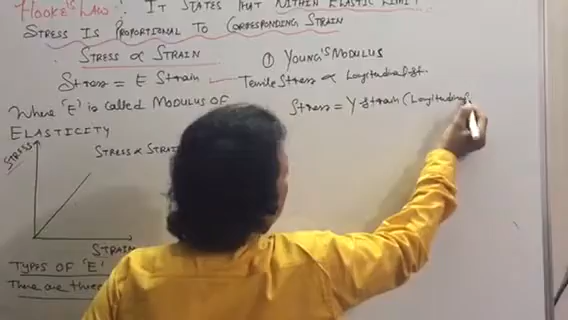 HOOKE'S LAW: IT STATES THAT WITHIN ELASTIC LIMIT
STRESS IS PROPORTIONAL TO CORRESPONDING STRAIN
STRESS ∝ STRAIN
Stress = E Strain
Where 'E' is called MODULUS OF
ELASTICITY
STRESS
STRESS ∝ STRAI
STRAIN
TYPES OF 'E'
There are three
① YOUNG'S MODULUS
Tensile Stress ∝ Longitudinal
Stress = Y Strain (Longitudinal